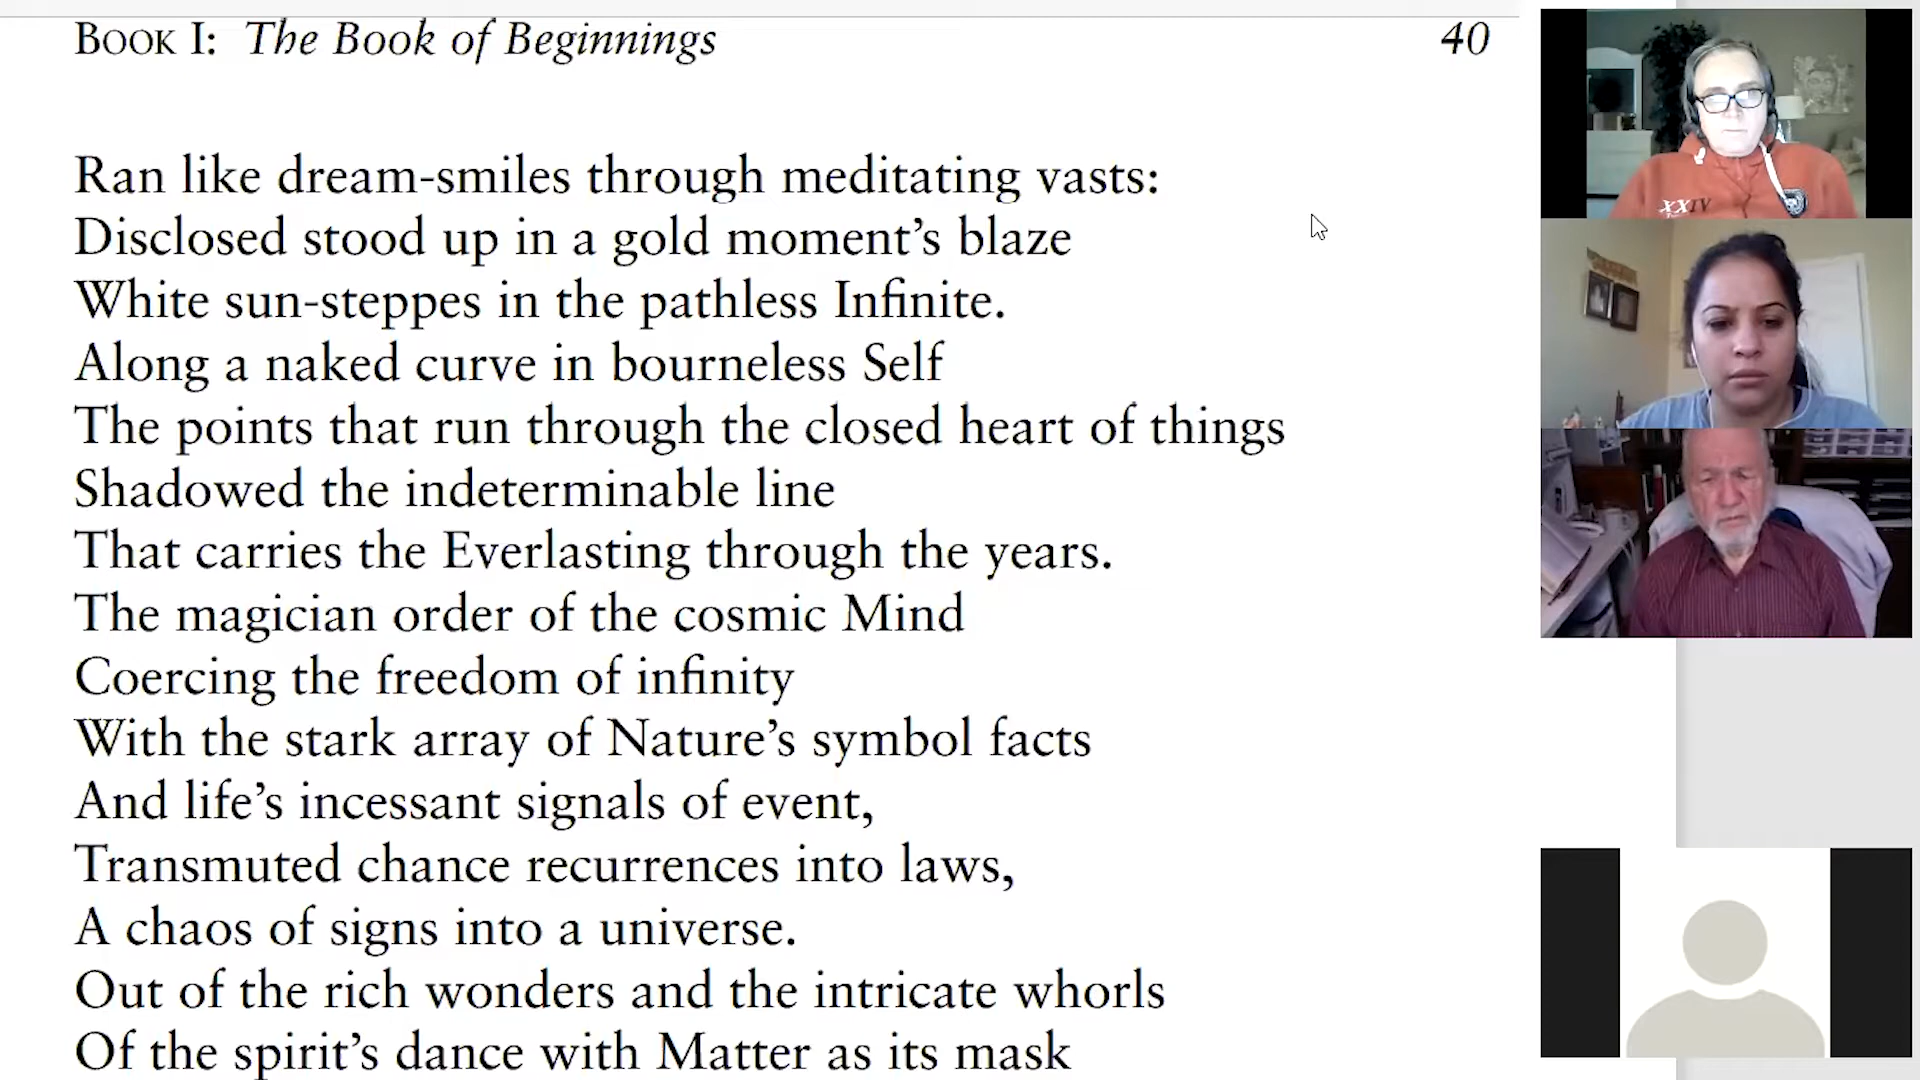 BOOK I: The Book of Beginnings 40
Ran like dream-smiles through meditating vasts:
Disclosed stood up in a gold moment’s blaze
White sun-steppes in the pathless Infinite.
Along a naked curve in bourneless Self
The points that run through the closed heart of things
Shadowed the indeterminable line
That carries the Everlasting through the years.
The magician order of the cosmic Mind
Coercing the freedom of infinity
With the stark array of Nature’s symbol facts
And life’s incessant signals of event,
Transmuted chance recurrences into laws,
A chaos of signs into a universe.
Out of the rich wonders and the intricate whorls
Of the spirit’s dance with Matter as its mask
XXIV